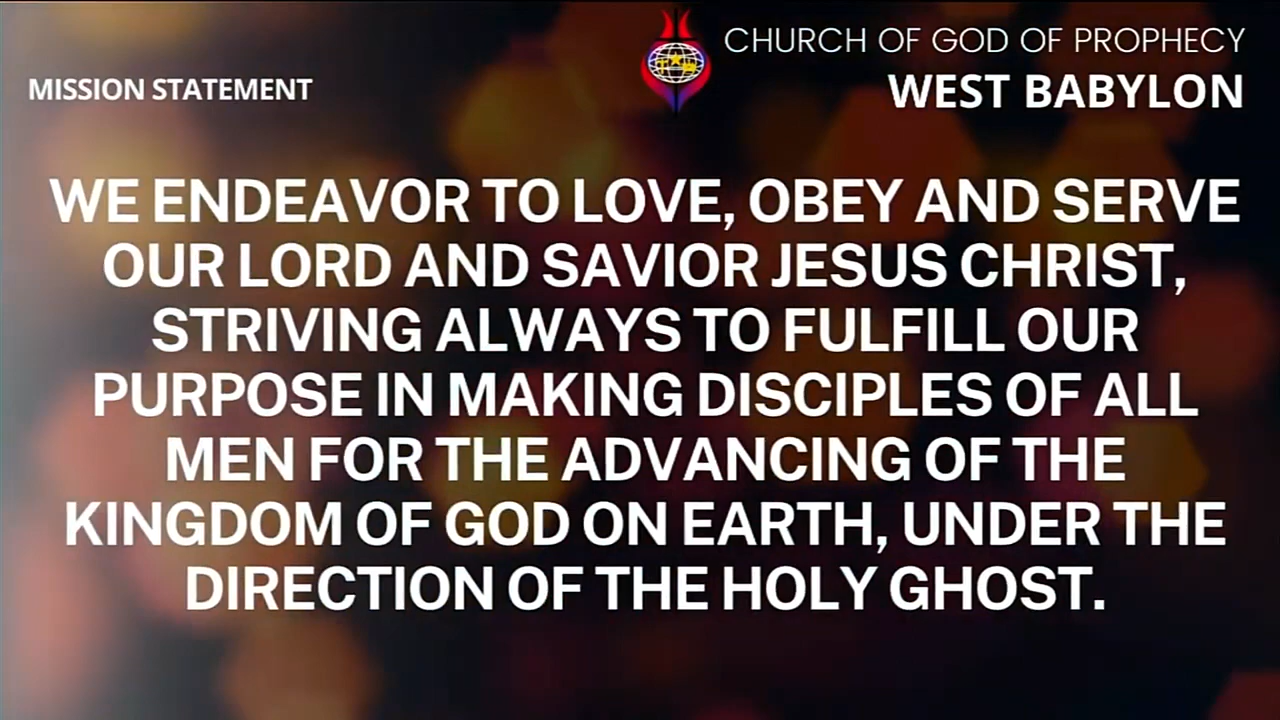 CHURCH OF GOD OF PROPHECY
MISSION STATEMENT
WEST BABYLON
WE ENDEAVOR TO LOVE, OBEY AND SERVE
OUR LORD AND SAVIOR JESUS CHRIST,
STRIVING ALWAYS TO FULFILL OUR
PURPOSE IN MAKING DISCIPLES OF ALL
MEN FOR THE ADVANCING OF THE
KINGDOM OF GOD ON EARTH, UNDER THE
DIRECTION OF THE HOLY GHOST.